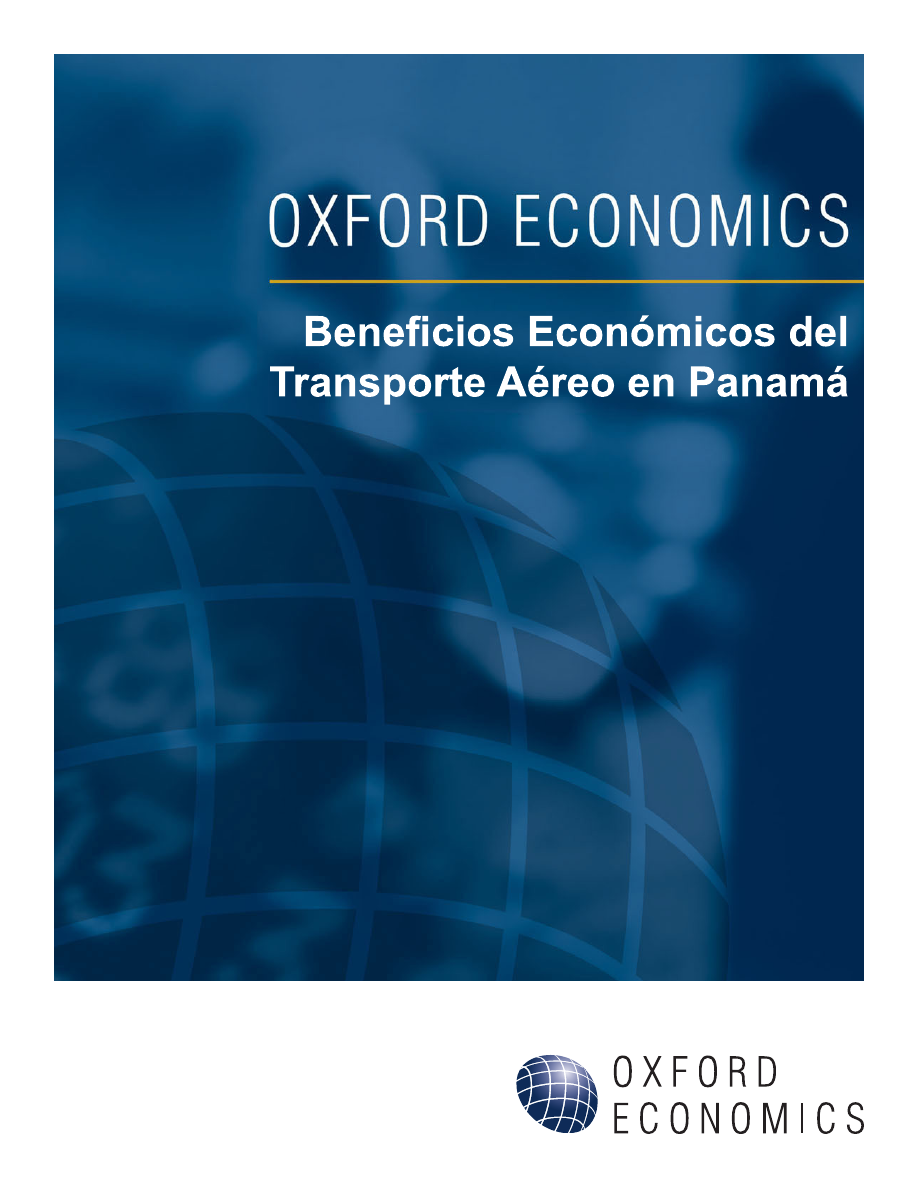 OXFORD ECONOMICS
Beneficios Económicos del
Transporte Aéreo en Panamá
OXFORD
ECONOMICS